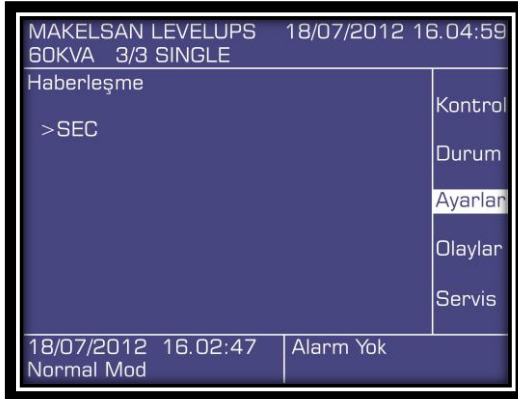 MAKELSAN LEVELUPS 18/07/2012 16.04:59
60KVA 3/3 SINGLE
Haberleşme
>SEC
Kontrol
Durum
Ayarlar
Olaylar
Servis
18/07/2012 16.02:47 Alarm Yok
Normal Mod